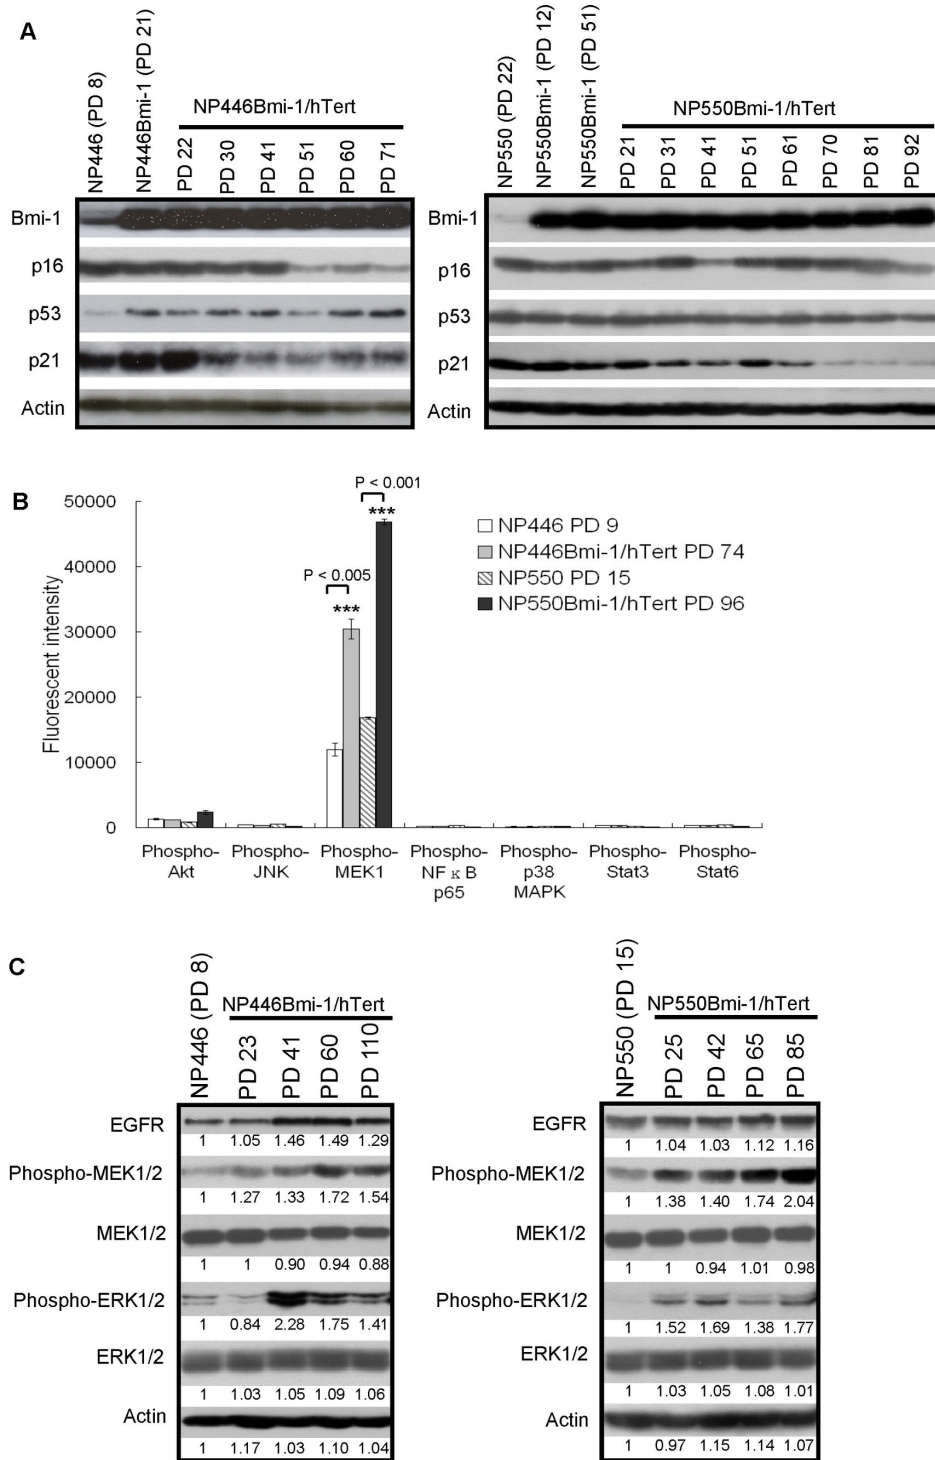 A
NP446 (PD 8)
NP446Bmi-1 (PD 21)
NP446Bmi-1/hTert
PD 22
PD 30
PD 41
PD 51
PD 60
PD 71
Bmi-1
p16
p53
p21
Actin
NP550 (PD 22)
NP550Bmi-1 (PD 12)
NP550Bmi-1 (PD 51)
NP550Bmi-1/hTert
PD 21
PD 31
PD 41
PD 51
PD 61
PD 70
PD 81
PD 92
Bmi-1
p16
p53
p21
Actin
B
Fluorescent intensity
50000
40000
30000
20000
10000
0
P < 0.005
***
P < 0.001
***
NP446 PD 9
NP446Bmi-1/hTert PD 74
NP550 PD 15
NP550Bmi-1/hTert PD 96
Phospho-
Akt
Phospho-
JNK
Phospho-
MEK1
Phospho-
NF κ B
p65
Phospho-
p38
MAPK
Phospho-
Stat3
Phospho-
Stat6
C
NP446 (PD 8)
NP446Bmi-1/hTert
PD 23
PD 41
PD 60
PD 110
EGFR
1 1.05 1.46 1.49 1.29
Phospho-MEK1/2
1 1.27 1.33 1.72 1.54
MEK1/2
1 1 0.90 0.94 0.88
Phospho-ERK1/2
1 0.84 2.28 1.75 1.41
ERK1/2
1 1.03 1.05 1.09 1.06
Actin
1 1.17 1.03 1.10 1.04
NP550 (PD 15)
NP550Bmi-1/hTert
PD 25
PD 42
PD 65
PD 85
EGFR
1 1.04 1.03 1.12 1.16
Phospho-MEK1/2
1 1.38 1.40 1.74 2.04
MEK1/2
1 1 0.94 1.01 0.98
Phospho-ERK1/2
1 1.52 1.69 1.38 1.77
ERK1/2
1 1.03 1.05 1.08 1.01
Actin
1 0.97 1.15 1.14 1.07